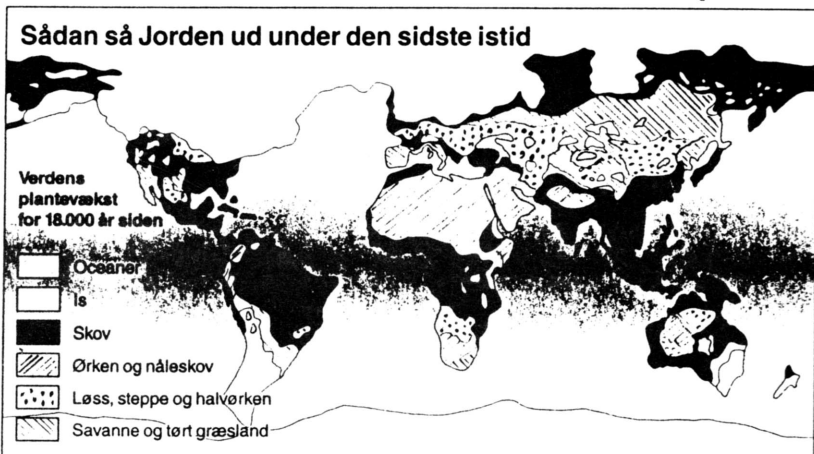 Sådan så Jorden ud under den sidste istid
Verdens
plantevækst
for 18.000 år siden
Oceaner
Is
Skov
Ørken og nåleskov
Løss, steppe og halvørken
Savanne og tørt græsland